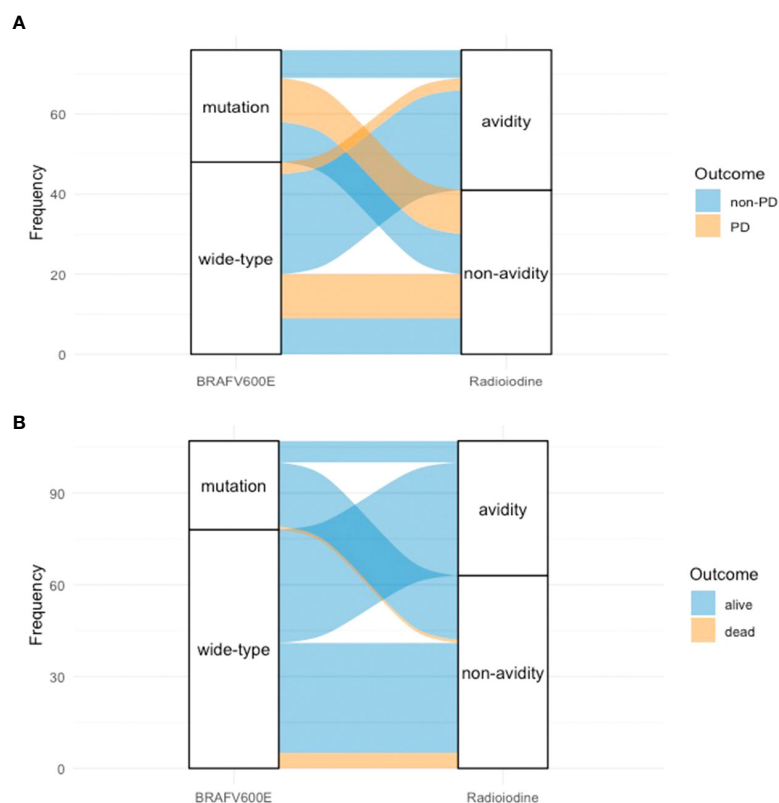 A
mutation
wide-type
avidity
non-avidity
Frequency
60
40
20
0
BRAFV600E
Radioiodine
Outcome
non-PD
PD
B
mutation
wide-type
avidity
non-avidity
Frequency
90
60
30
0
BRAFV600E
Radioiodine
Outcome
alive
dead